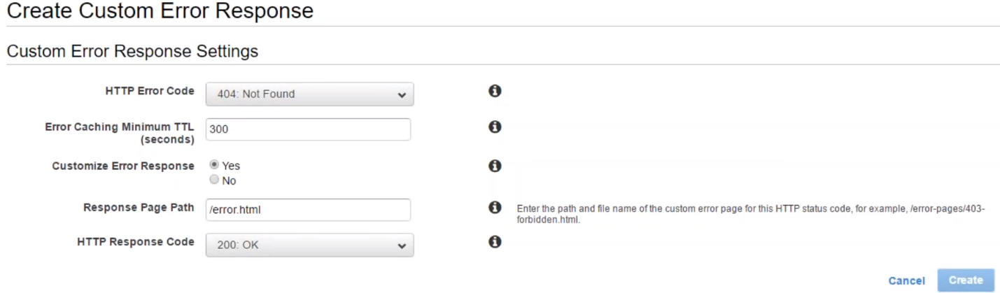 Create Custom Error Response
Custom Error Response Settings
HTTP Error Code
404: Not Found
Error Caching Minimum TTL
(seconds)
300
Customize Error Response
Yes
No
Response Page Path
/error.html
Enter the path and file name of the custom error page for this HTTP status code, for example, /error-pages/403-
forbidden.html.
HTTP Response Code
200: OK
Cancel
Create